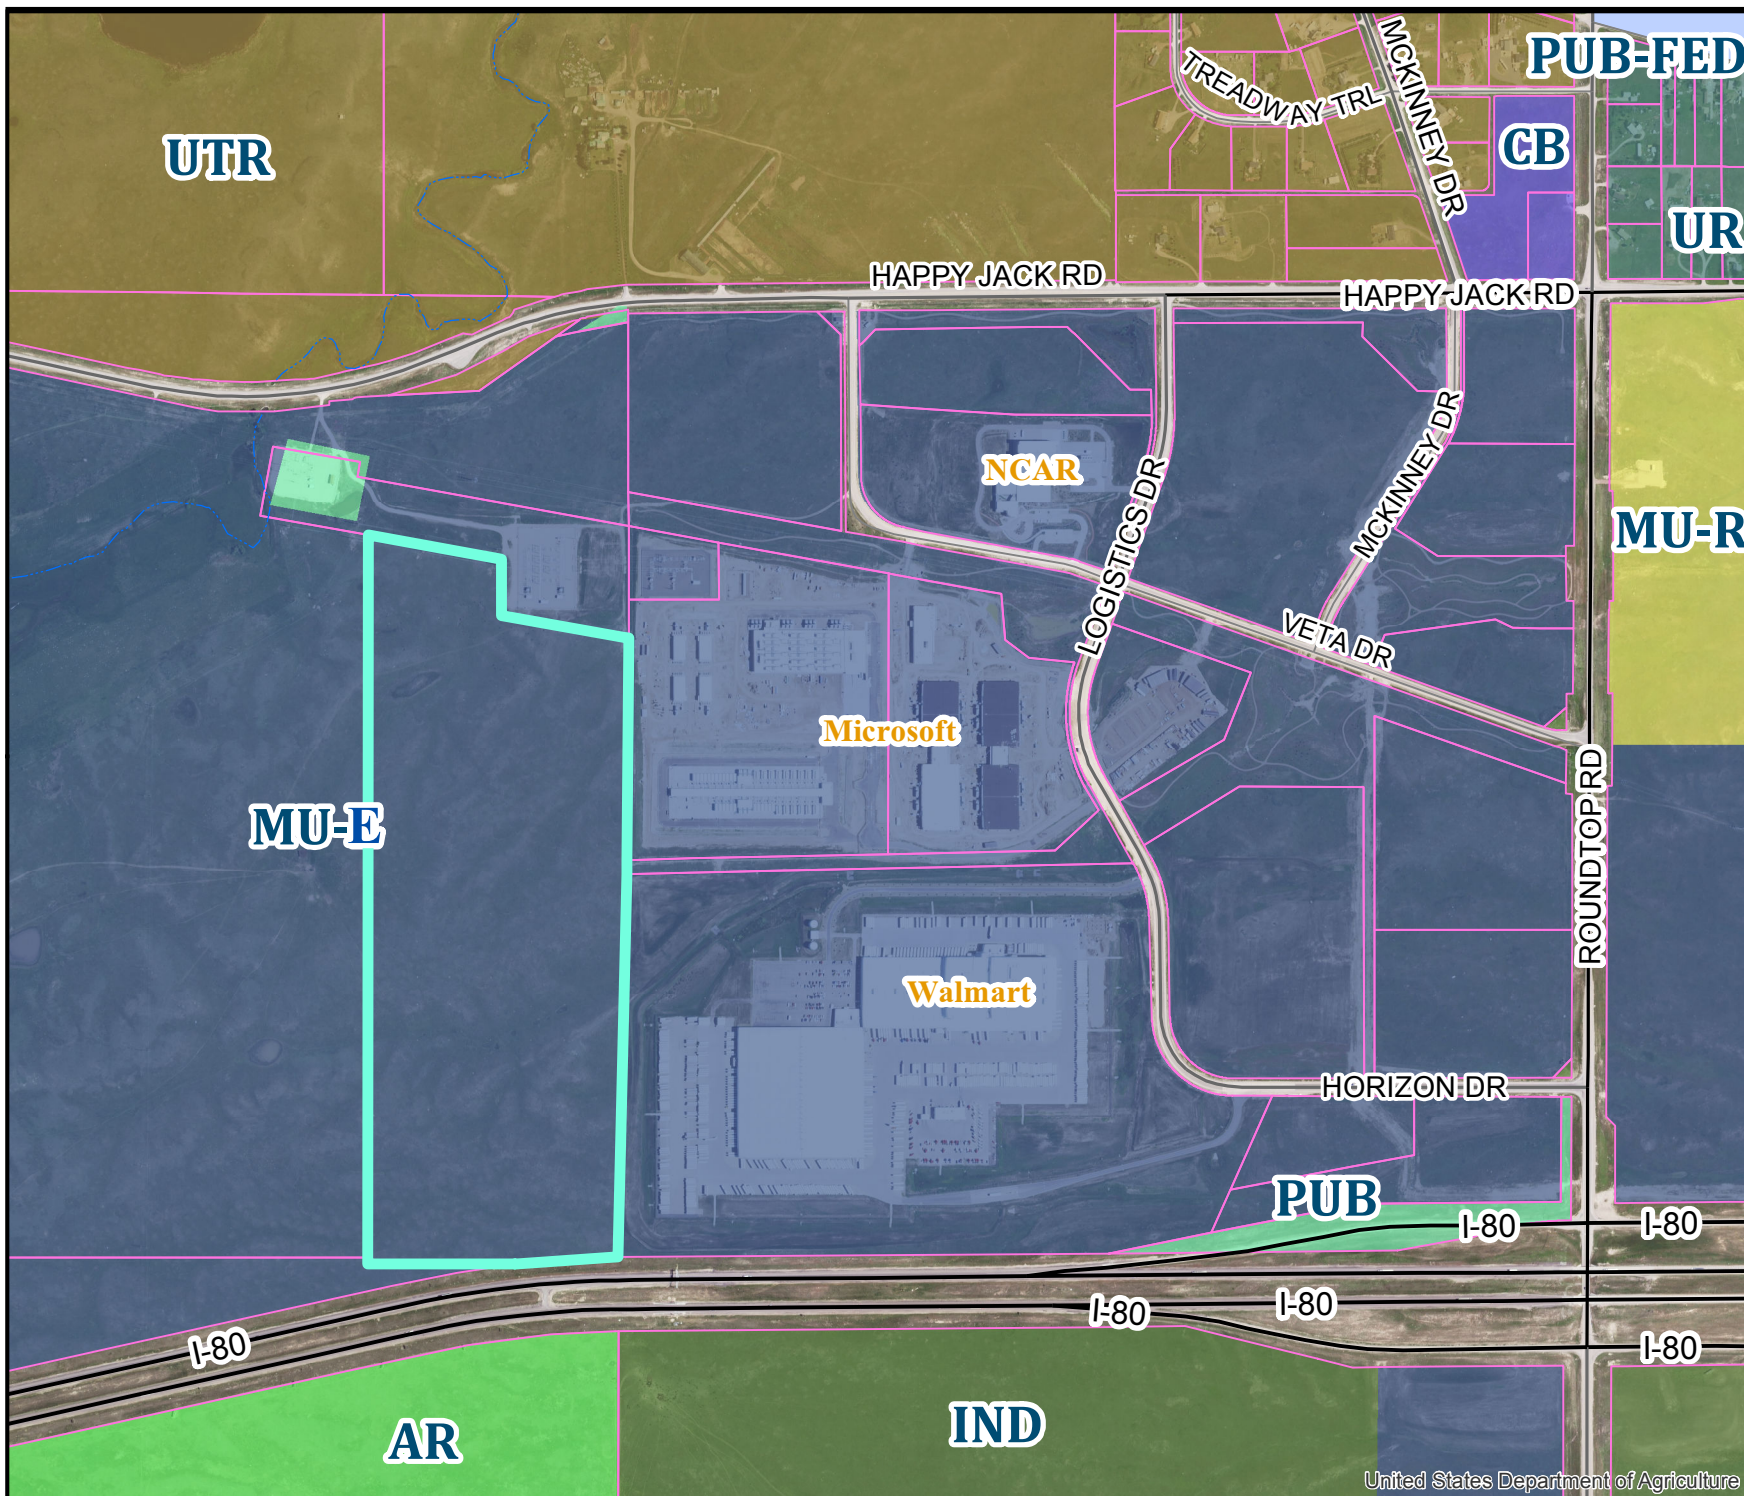 PUB-FED
MCKINNEY DR
TREADWAY TRL
CB
UTR
UR
HAPPY JACK RD
HAPPY JACK RD
NCAR
LOGISTICS DR
MCKINNEY DR
MU-R
VETA DR
Microsoft
MU-E
ROUNDTOP RD
Walmart
HORIZON DR
PUB
I-80
I-80
I-80
I-80
I-80
I-80
AR
IND
United States Department of Agriculture